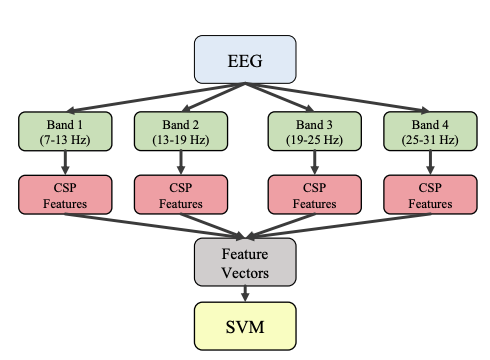 EEG
Band 1
(7-13 Hz)
Band 2
(13-19 Hz)
Band 3
(19-25 Hz)
Band 4
(25-31 Hz)
CSP
Features
CSP
Features
CSP
Features
CSP
Features
Feature
Vectors
SVM